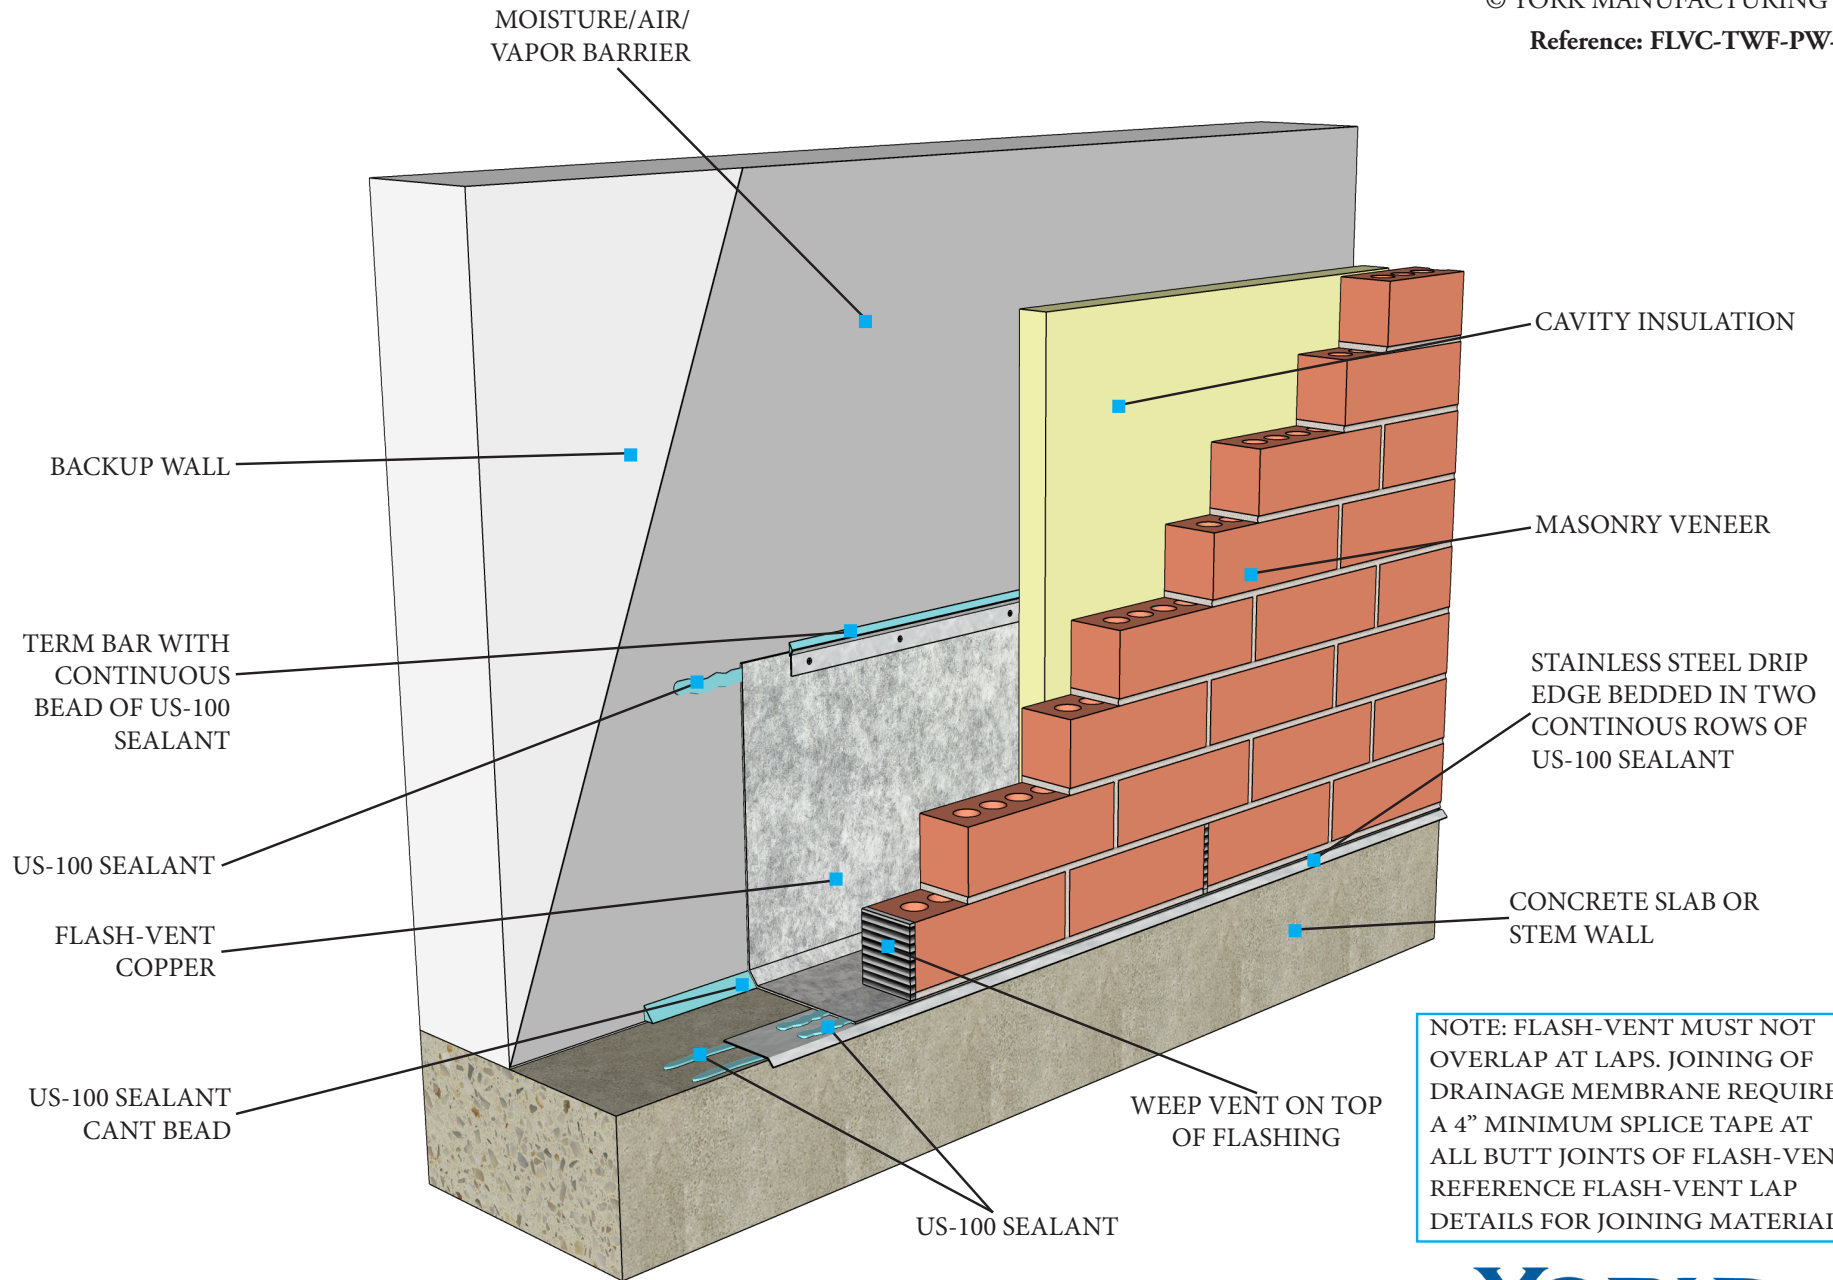 © YORK MANUFACTURING
Reference: FLVC-TWF-PW-
MOISTURE/AIR/
VAPOR BARRIER
CAVITY INSULATION
BACKUP WALL
MASONRY VENEER
TERM BAR WITH
CONTINUOUS
BEAD OF US-100
SEALANT
STAINLESS STEEL DRIP
EDGE BEDDED IN TWO
CONTINOUS ROWS OF
US-100 SEALANT
US-100 SEALANT
FLASH-VENT
COPPER
CONCRETE SLAB OR
STEM WALL
US-100 SEALANT
CANT BEAD
WEEP VENT ON TOP
OF FLASHING
US-100 SEALANT
NOTE: FLASH-VENT MUST NOT
OVERLAP AT LAPS. JOINING OF
DRAINAGE MEMBRANE REQUIRE
A 4” MINIMUM SPLICE TAPE AT
ALL BUTT JOINTS OF FLASH-VEN
REFERENCE FLASH-VENT LAP
DETAILS FOR JOINING MATERIAL
YORK